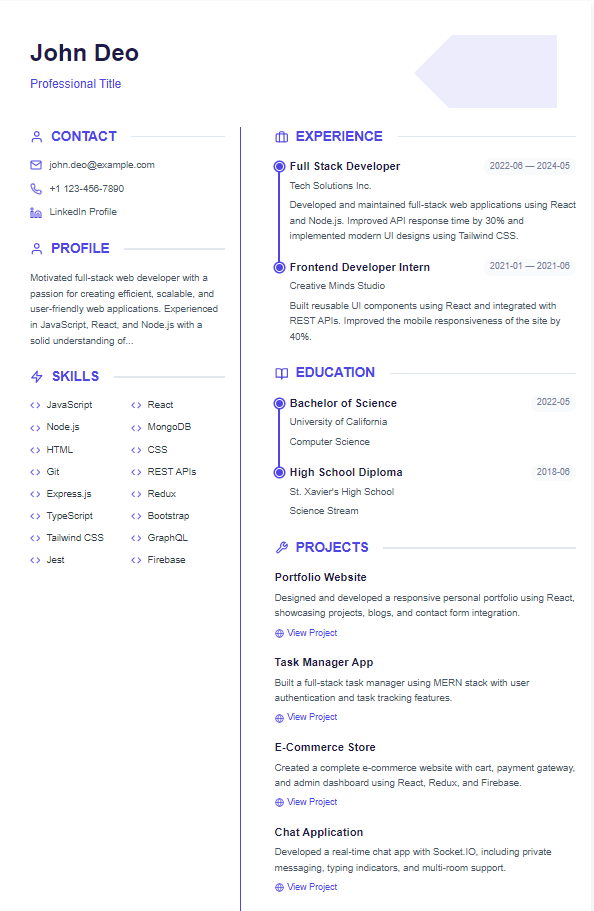 John Deo
Professional Title
CONTACT
john.deo@example.com
+1 123-456-7890
LinkedIn Profile
PROFILE
Motivated full-stack web developer with a
passion for creating efficient, scalable, and
user-friendly web applications. Experienced
in JavaScript, React, and Node.js with a
solid understanding of...
SKILLS
JavaScript React
Node.js MongoDB
HTML CSS
Git REST APIs
Express.js Redux
TypeScript Bootstrap
Tailwind CSS GraphQL
Jest Firebase
EXPERIENCE
Full Stack Developer 2022-06 — 2024-05
Tech Solutions Inc.
Developed and maintained full-stack web applications using React
and Node.js. Improved API response time by 30% and
implemented modern UI designs using Tailwind CSS.
Frontend Developer Intern 2021-01 — 2021-06
Creative Minds Studio
Built reusable UI components using React and integrated with
REST APIs. Improved the mobile responsiveness of the site by
40%.
EDUCATION
Bachelor of Science 2022-05
University of California
Computer Science
High School Diploma 2018-06
St. Xavier's High School
Science Stream
PROJECTS
Portfolio Website
Designed and developed a responsive personal portfolio using React,
showcasing projects, blogs, and contact form integration.
View Project
Task Manager App
Built a full-stack task manager using MERN stack with user
authentication and task tracking features.
View Project
E-Commerce Store
Created a complete e-commerce website with cart, payment gateway,
and admin dashboard using React, Redux, and Firebase.
View Project
Chat Application
Developed a real-time chat app with Socket.IO, including private
messaging, typing indicators, and multi-room support.
View Project